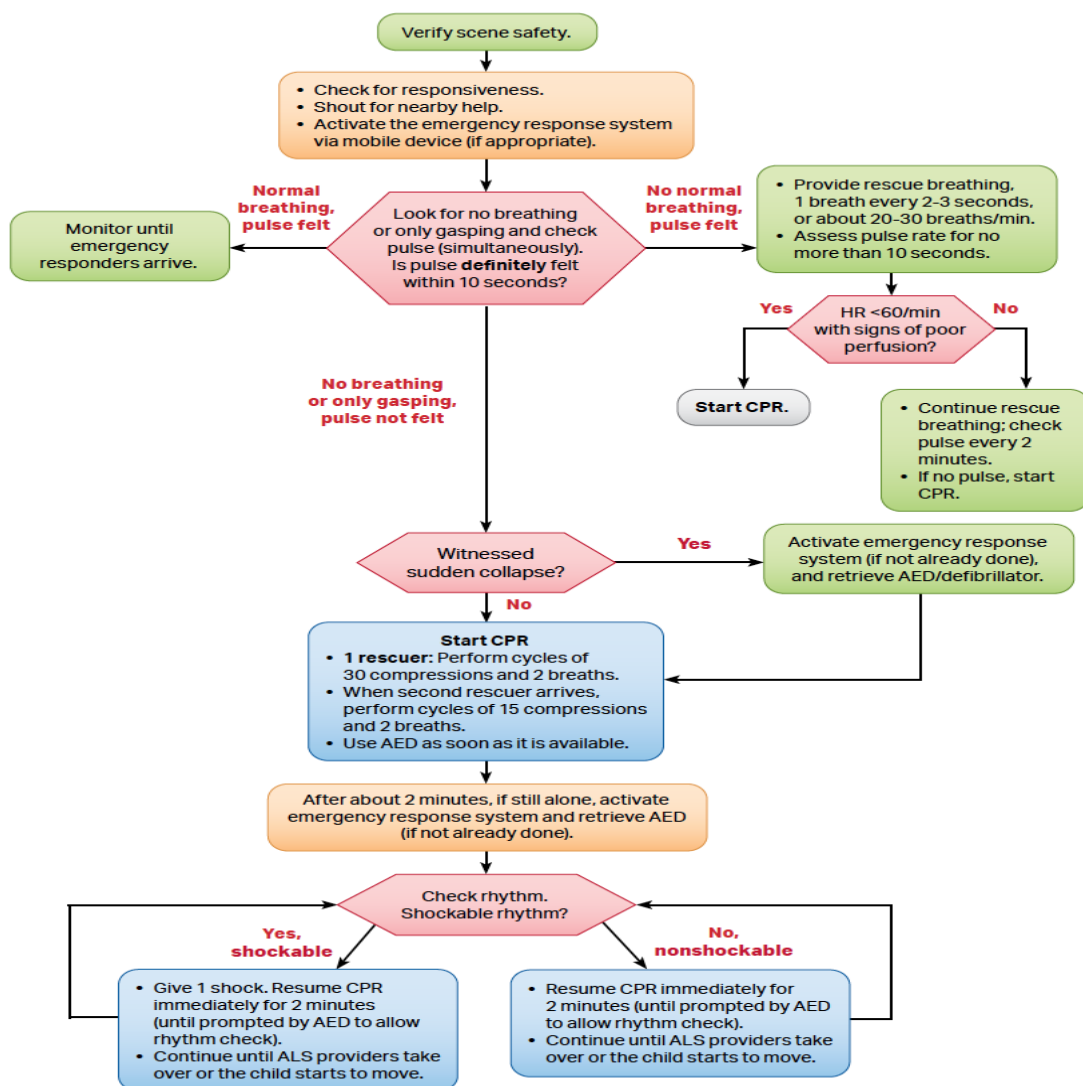 Verify scene safety.
• Check for responsiveness.
• Shout for nearby help.
• Activate the emergency response system
via mobile device (if appropriate).
Normal
breathing,
pulse felt
Look for no breathing
or only gasping and check
pulse (simultaneously).
Is pulse definitely felt
within 10 seconds?
No normal
breathing,
pulse felt
Monitor until
emergency
responders arrive.
• Provide rescue breathing,
1 breath every 2-3 seconds,
or about 20-30 breaths/min.
• Assess pulse rate for no
more than 10 seconds.
Yes
HR <60/min
with signs of poor
perfusion?
No
Start CPR.
• Continue rescue
breathing; check
pulse every 2
minutes.
• If no pulse, start
CPR.
No breathing
or only gasping,
pulse not felt
Witnessed
sudden collapse?
Yes
Activate emergency response
system (if not already done),
and retrieve AED/defibrillator.
No
Start CPR
• 1 rescuer: Perform cycles of
30 compressions and 2 breaths.
• When second rescuer arrives,
perform cycles of 15 compressions
and 2 breaths.
• Use AED as soon as it is available.
After about 2 minutes, if still alone, activate
emergency response system and retrieve AED
(if not already done).
Check rhythm.
Shockable rhythm?
Yes,
shockable
No,
nonshockable
• Give 1 shock. Resume CPR
immediately for 2 minutes
(until prompted by AED to allow
rhythm check).
• Continue until ALS providers take
over or the child starts to move.
• Resume CPR immediately for
2 minutes (until prompted by AED
to allow rhythm check).
• Continue until ALS providers take
over or the child starts to move.